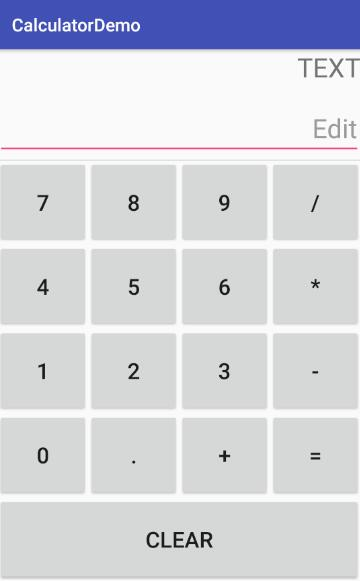 CalculatorDemo
TEXT
Edit
7 8 9 /
4 5 6 *
1 2 3 -
0 . + =
CLEAR